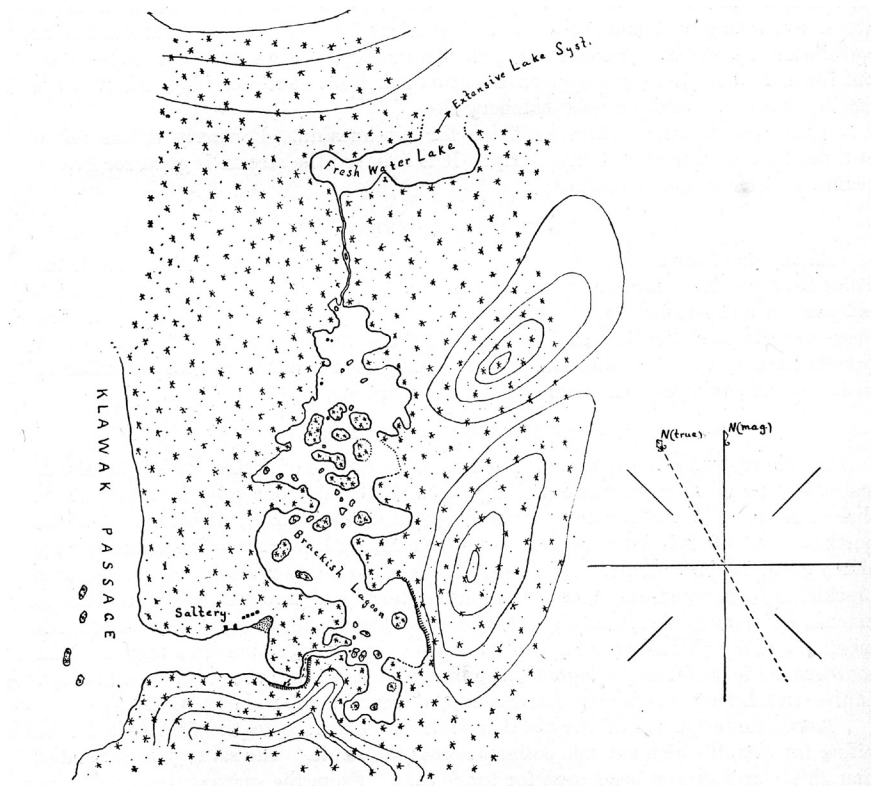 Extensive Lake Syst.
Fresh Water Lake
KLAWAK PASSAGE
N(true)
N(mag)
Brackish Lagoon
Saltery